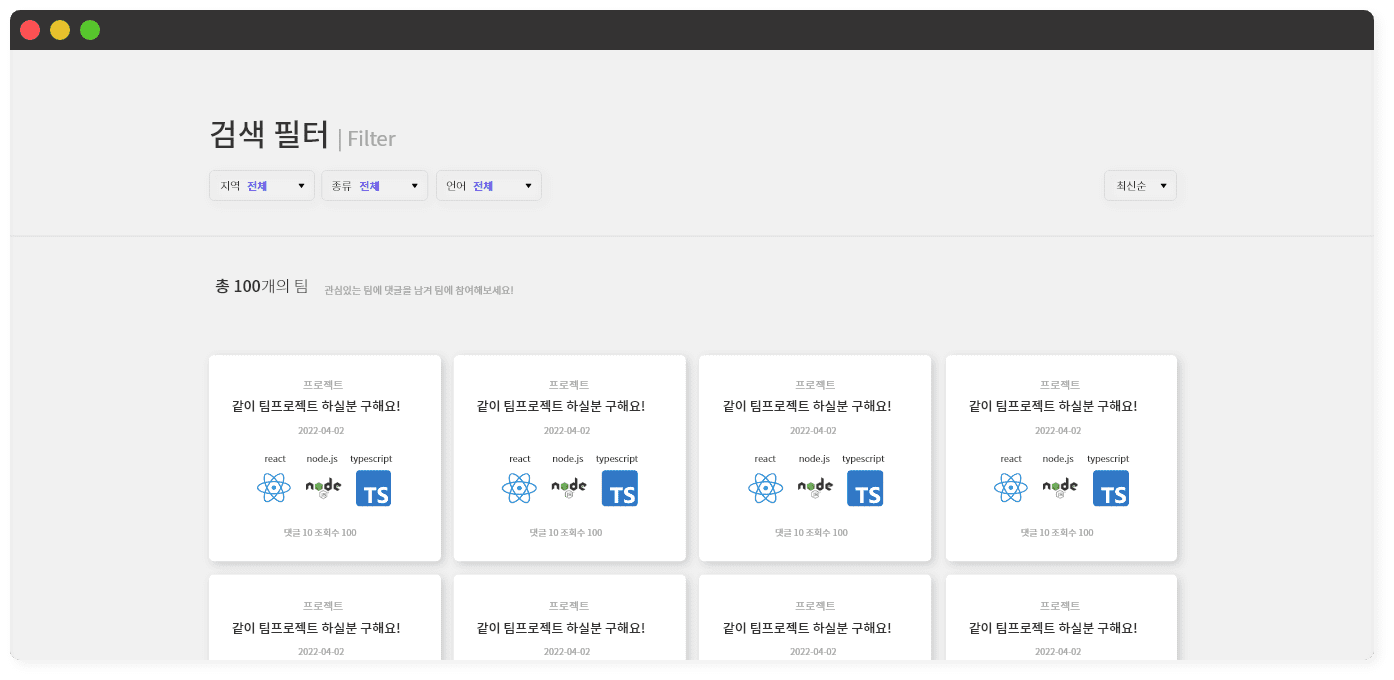 검색 필터 | Filter
지역 전체 종류 전체 언어 전체 최신순
총 100개의 팀 관심있는 팀에 댓글을 남겨 팀에 참여해보세요!
프로젝트 프로젝트 프로젝트 프로젝트
같이 팀프로젝트 하실분 구해요! 같이 팀프로젝트 하실분 구해요! 같이 팀프로젝트 하실분 구해요! 같이 팀프로젝트 하실분 구해요!
2022-04-02 2022-04-02 2022-04-02 2022-04-02
react node.js typescript react node.js typescript react node.js typescript react node.js typescript
node JS TS node JS TS node JS TS node JS TS
댓글 10 조회수 100 댓글 10 조회수 100 댓글 10 조회수 100 댓글 10 조회수 100
프로젝트 프로젝트 프로젝트 프로젝트
같이 팀프로젝트 하실분 구해요! 같이 팀프로젝트 하실분 구해요! 같이 팀프로젝트 하실분 구해요! 같이 팀프로젝트 하실분 구해요!
2022-04-02 2022-04-02 2022-04-02 2022-04-02